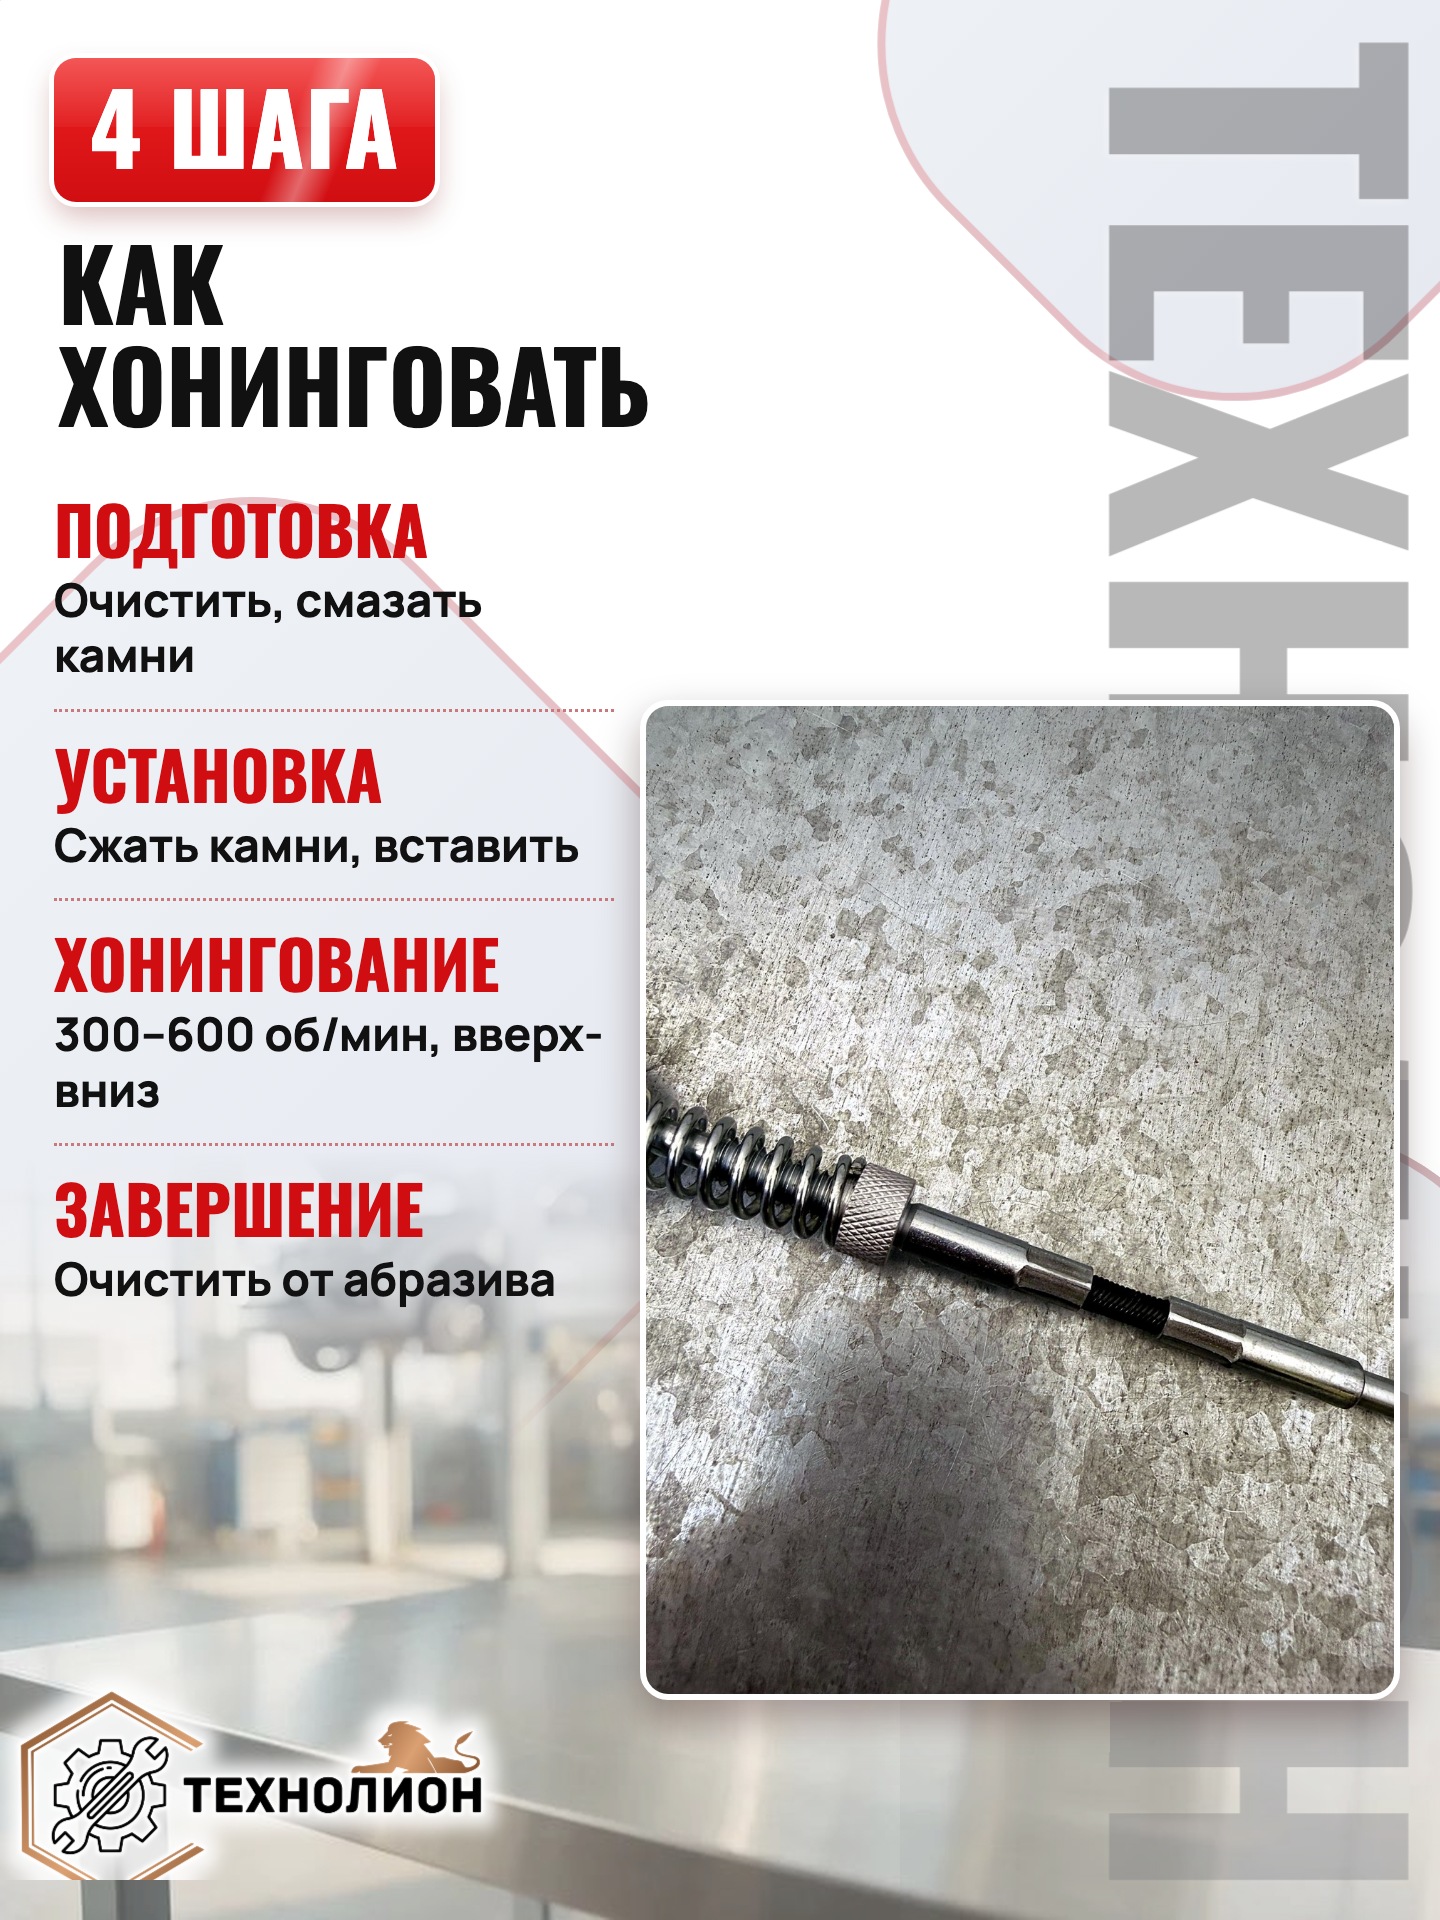 4 ШАГА
КАК
ХОНИНГОВАТЬ
ПОДГОТОВКА
Очистить, смазать
камни
УСТАНОВКА
Сжать камни, вставить
ХОНИНГОВАНИЕ
300–600 об/мин, вверх-
вниз
ЗАВЕРШЕНИЕ
Очистить от абразива
ТЕХНОЛИОН